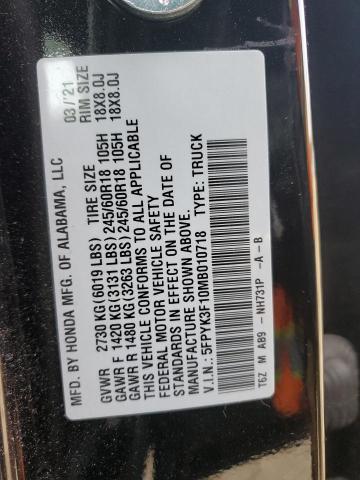 MFD. BY HONDA MFG. OF ALABAMA, LLC 03/'21
TIRE SIZE RIM SIZE
GVWR 2730 KG (6019 LBS)
GAWR F 1420 KG (3131 LBS) 245/60R18 105H 18X8.0J
GAWR R 1480 KG (3263 LBS) 245/60R18 105H 18X8.0J
THIS VEHICLE CONFORMS TO ALL APPLICABLE
FEDERAL MOTOR VEHICLE SAFETY
STANDARDS IN EFFECT ON THE DATE OF
MANUFACTURE SHOWN ABOVE.
V.I.N.: 5FPYK3F10MB010718 TYPE: TRUCK
T6Z M AB9 - NH731P -A -B